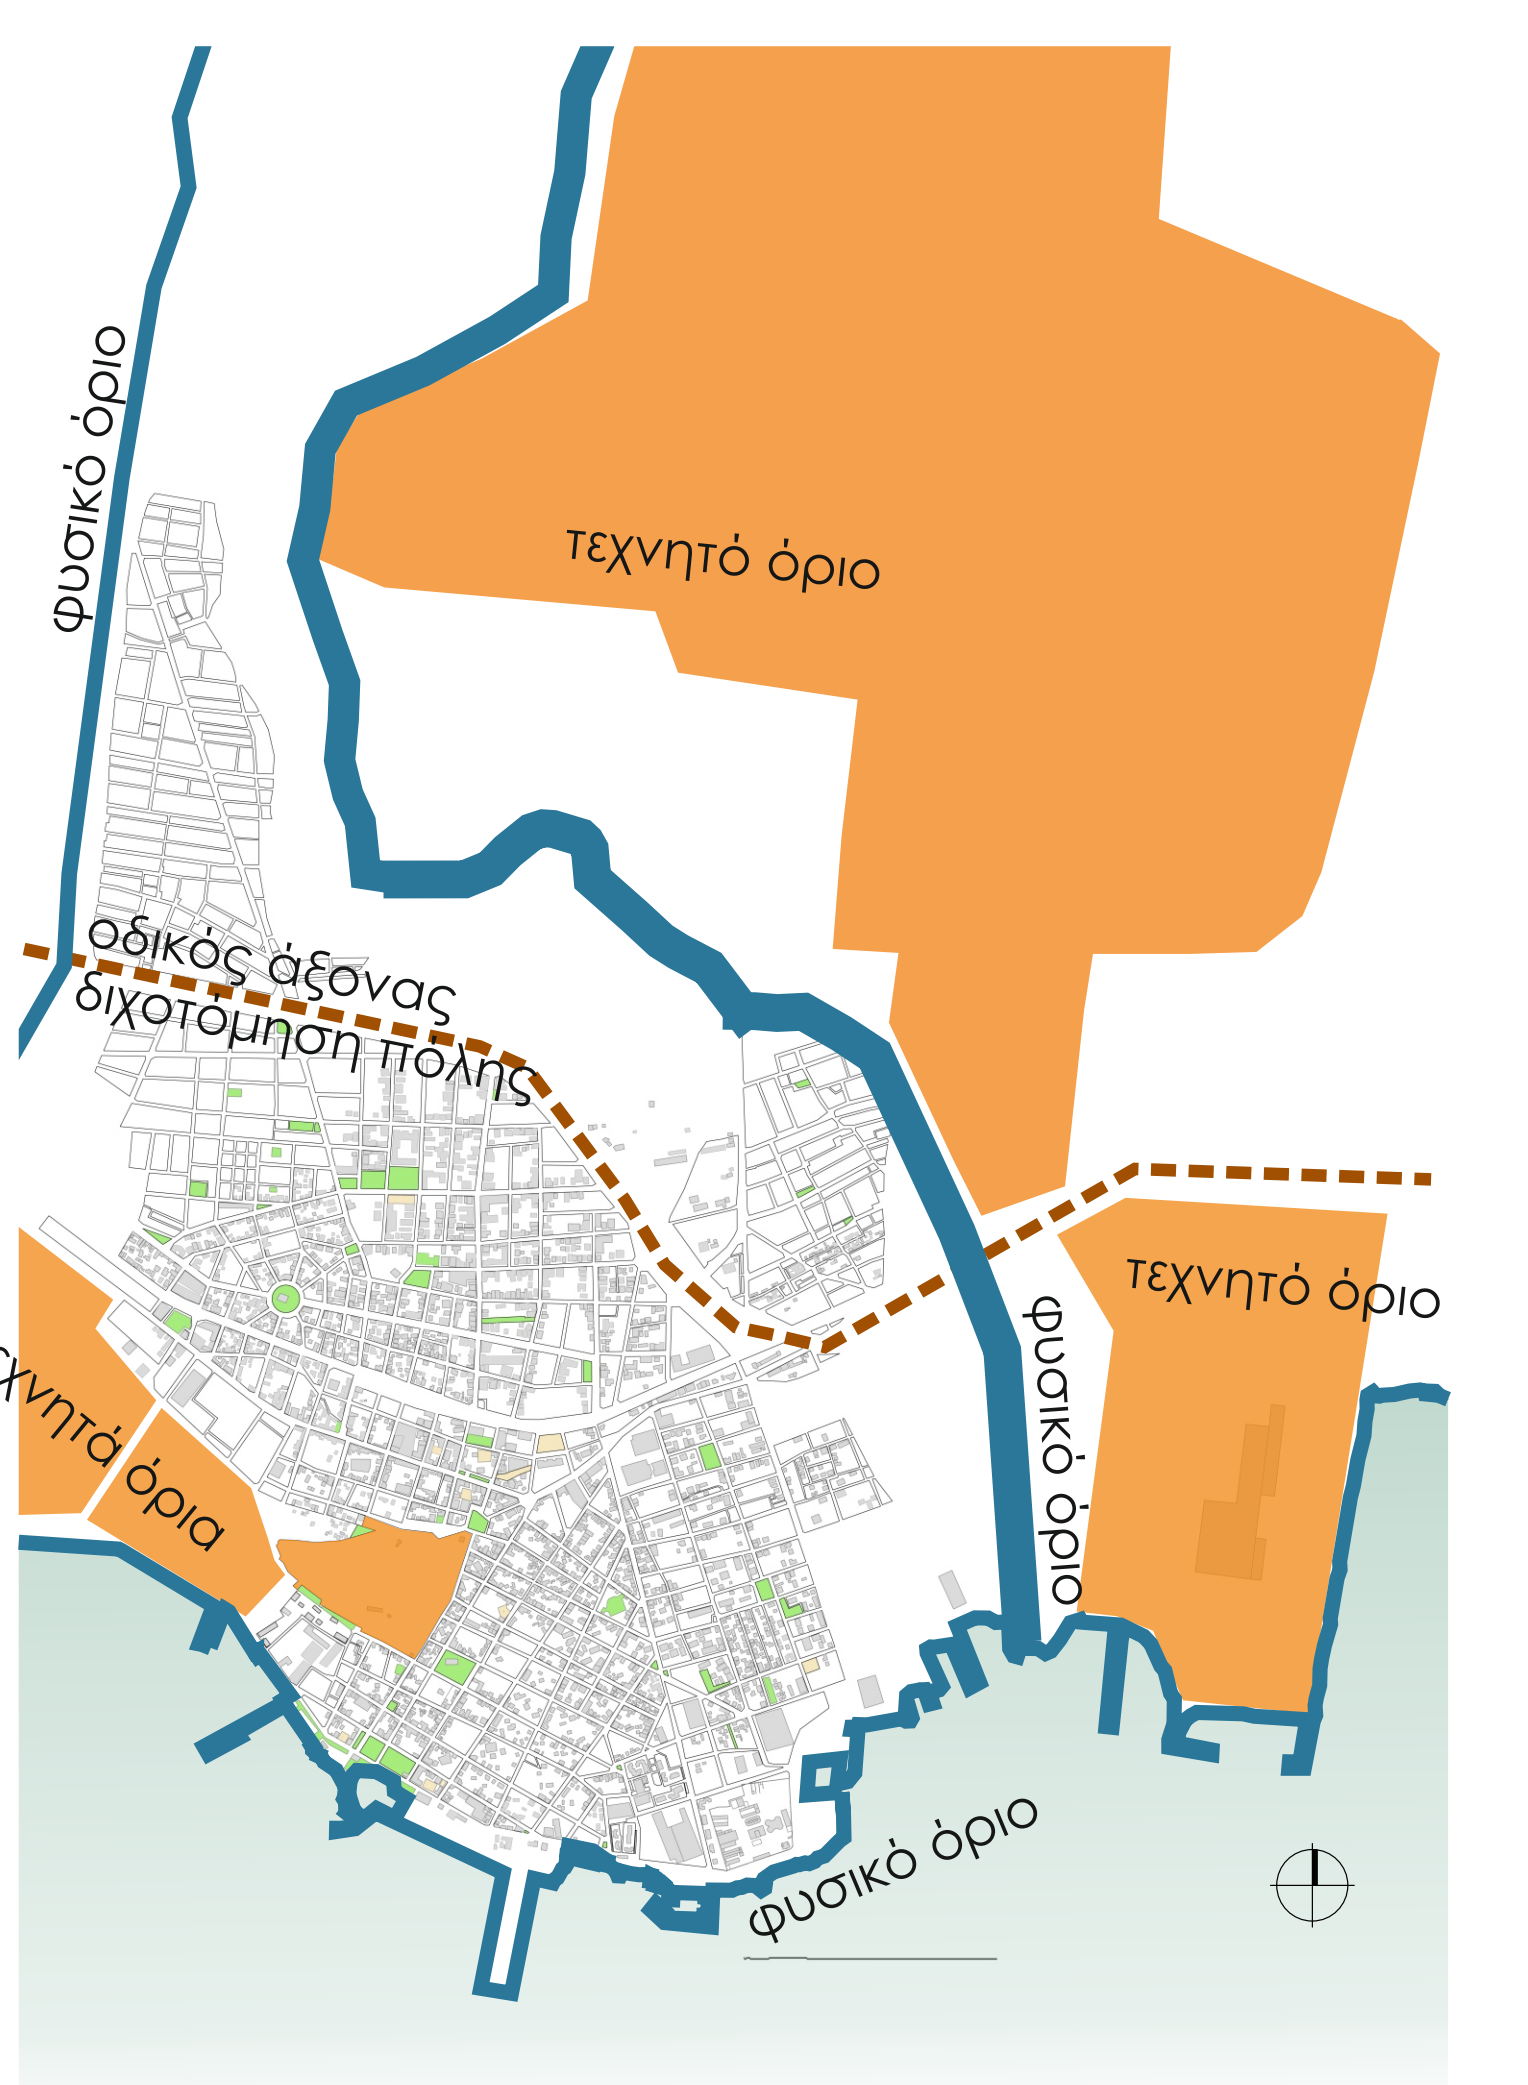 φυσικό όριο
τεχνητό όριο
οδικός άξονας
διχοτόμηση πόλης
τεχνητό όριο
φυσικό όριο
χνητά όρια
φυσικό όριο